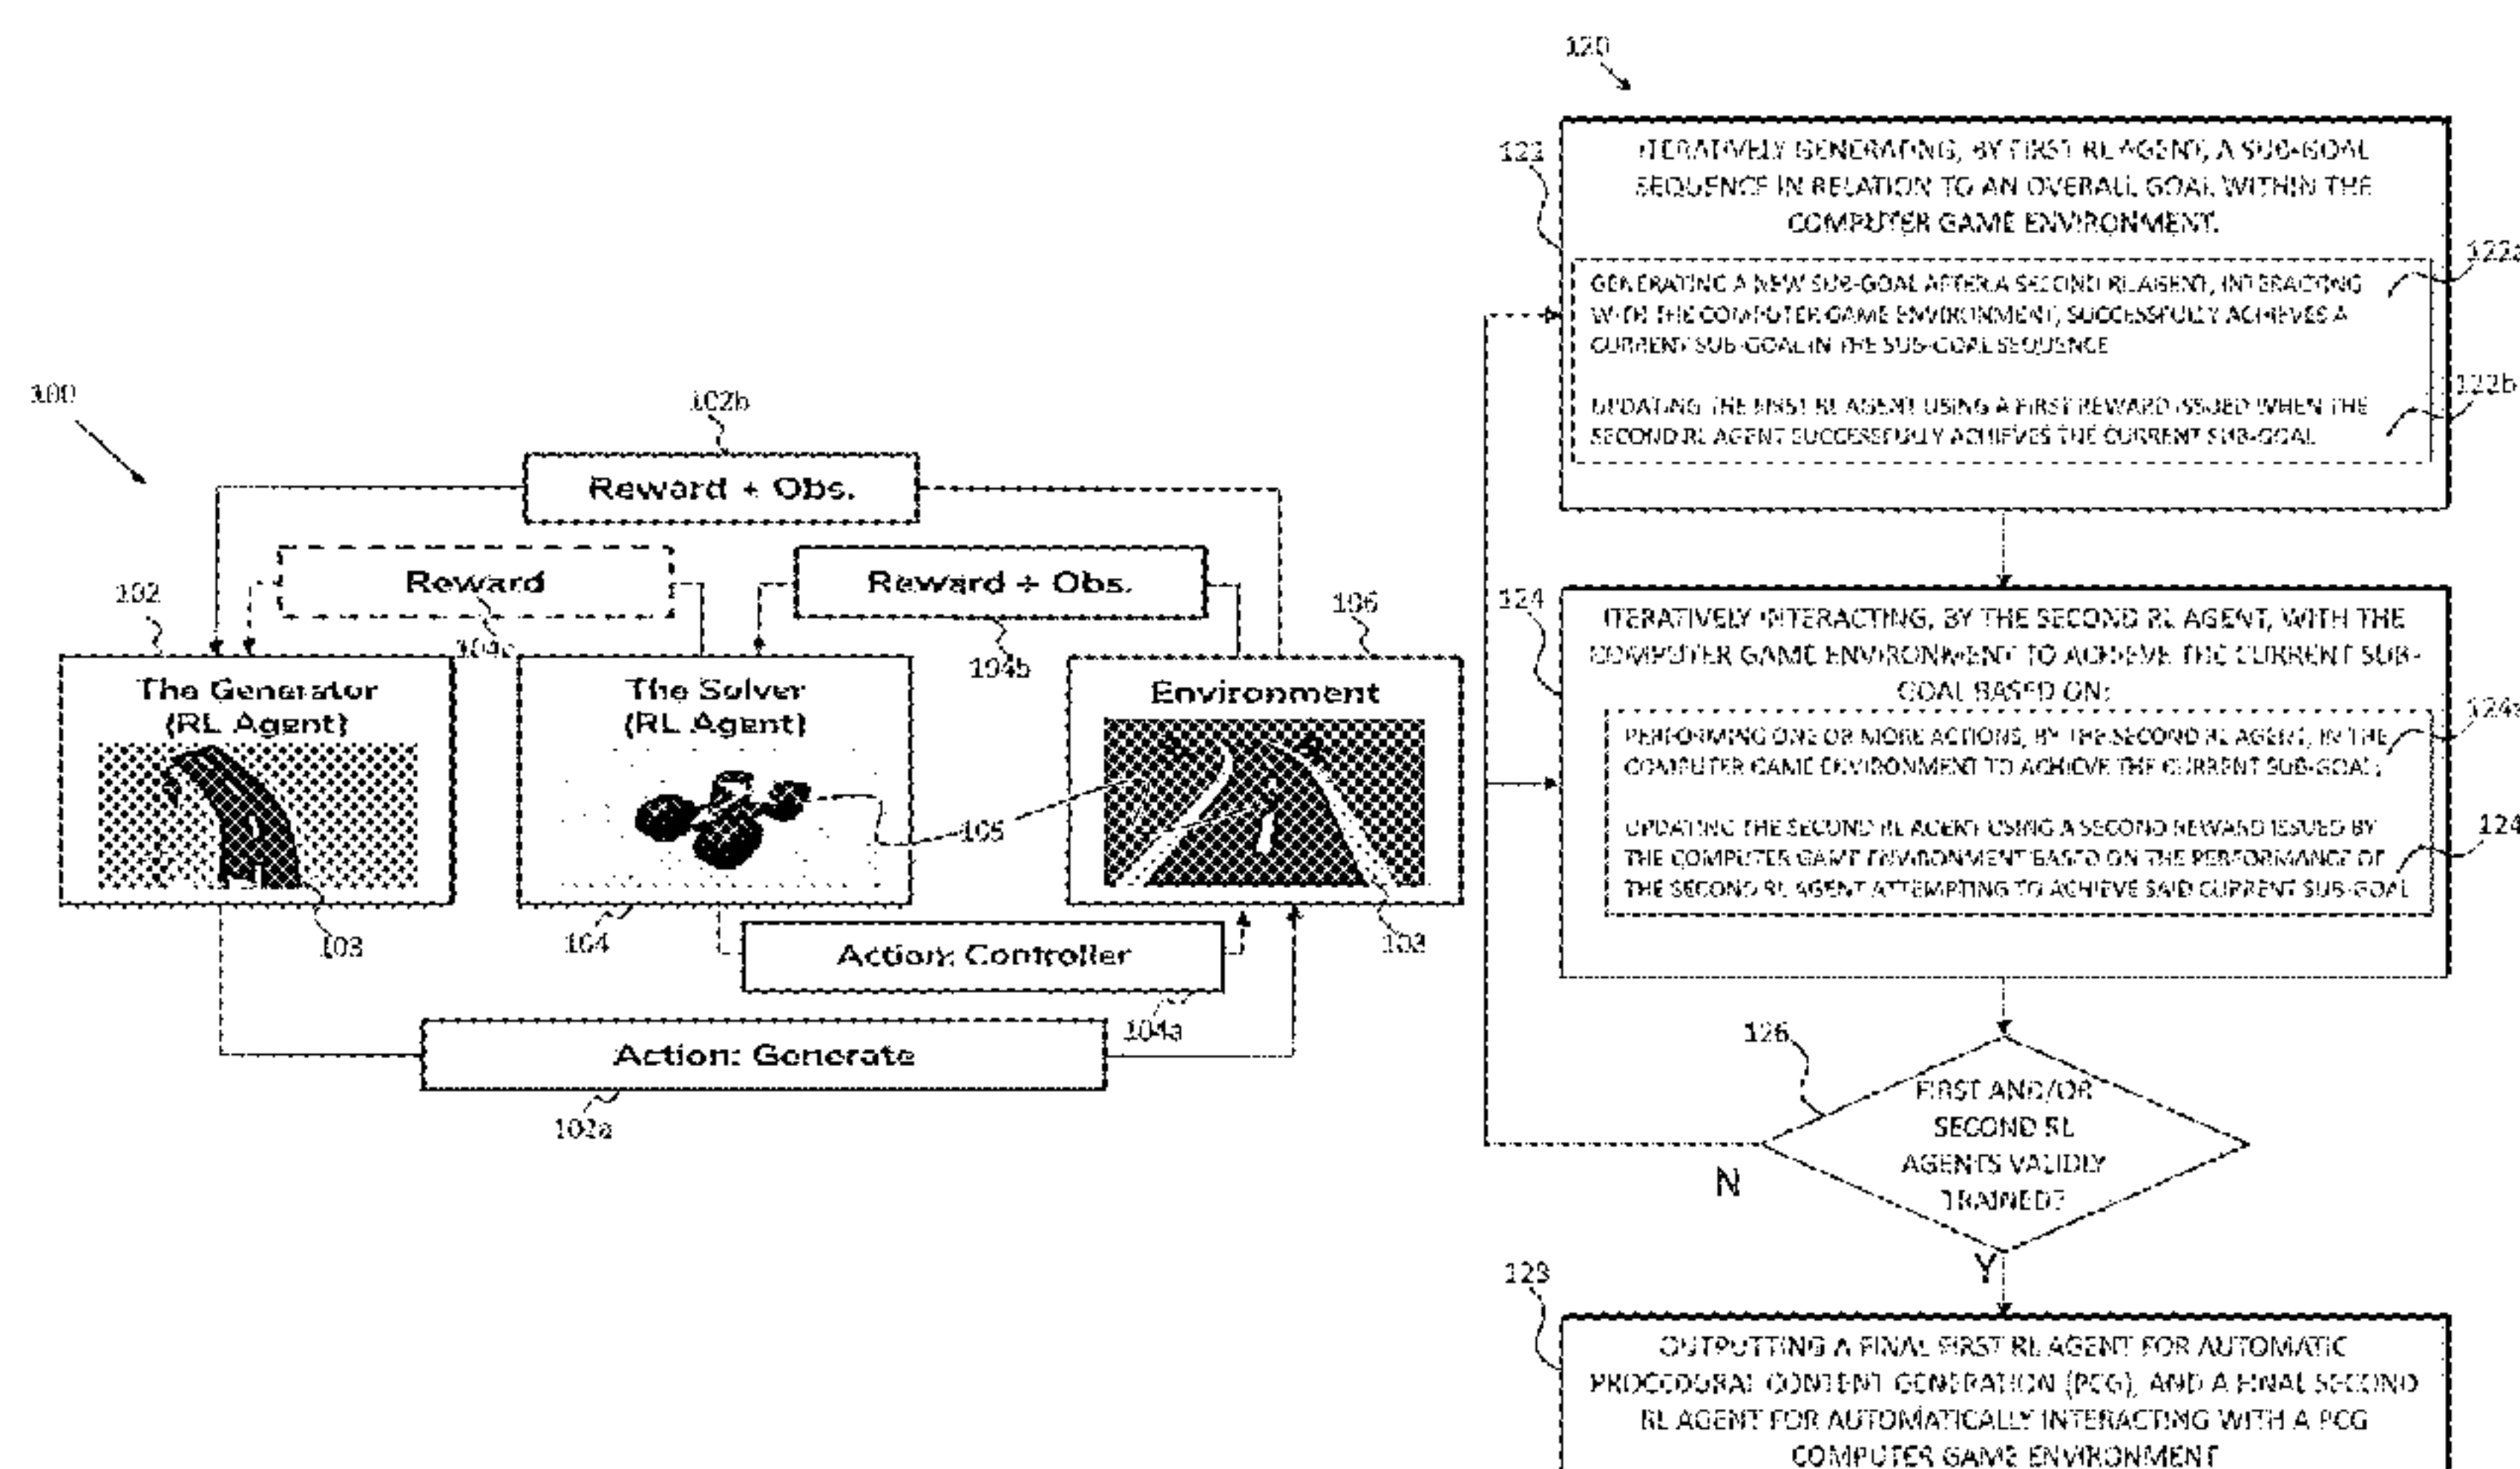 100
102b
Reward + Obs.
Reward
Reward + Obs.
102
104c
104b
106
The Generator
(RL Agent)
The Solver
(RL Agent)
Environment
105
103
104
103
Action: Controller
104a
Action: Generate
102a
120
122
ITERATIVELY GENERATING, BY FIRST RL AGENT, A SUB-GOAL
SEQUENCE IN RELATION TO AN OVERALL GOAL WITHIN THE
COMPUTER GAME ENVIRONMENT.
122a
GENERATING A NEW SUB-GOAL AFTER A SECOND RL AGENT, INTERACTING
WITH THE COMPUTER GAME ENVIRONMENT, SUCCESSFULLY ACHIEVES A
CURRENT SUB-GOAL IN THE SUB-GOAL SEQUENCE
122b
UPDATING THE FIRST RL AGENT USING A FIRST REWARD ISSUED WHEN THE
SECOND RL AGENT SUCCESSFULLY ACHIEVES THE CURRENT SUB-GOAL
124
ITERATIVELY INTERACTING, BY THE SECOND RL AGENT, WITH THE
COMPUTER GAME ENVIRONMENT TO ACHIEVE THE CURRENT SUB-
GOAL BASED ON:
124a
PERFORMING ONE OR MORE ACTIONS, BY THE SECOND RL AGENT, IN THE
COMPUTER GAME ENVIRONMENT TO ACHIEVE THE CURRENT SUB-GOAL;
124
UPDATING THE SECOND RL AGENT USING A SECOND REWARD ISSUED BY
THE COMPUTER GAME ENVIRONMENT BASED ON THE PERFORMANCE OF
THE SECOND RL AGENT ATTEMPTING TO ACHIEVE SAID CURRENT SUB-GOAL
126
FIRST AND/OR
SECOND RL
AGENTS VALIDLY
TRAINED?
N
Y
128
OUTPUTTING A FINAL FIRST RL AGENT FOR AUTOMATIC
PROCEDURAL CONTENT GENERATION (PCG), AND A FINAL SECOND
RL AGENT FOR AUTOMATICALLY INTERACTING WITH A PCG
COMPUTER GAME ENVIRONMENT